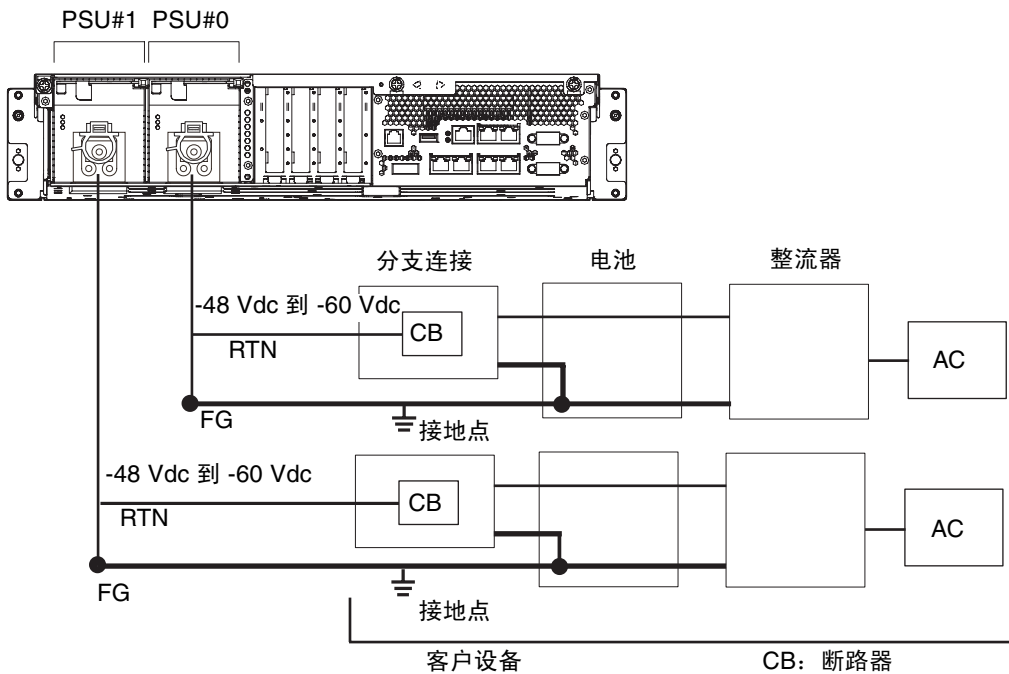 PSU#1 PSU#0
分支连接 电池 整流器
-48 Vdc 到 -60 Vdc
CB
RTN
AC
FG
接地点
-48 Vdc 到 -60 Vdc
CB
RTN
AC
FG
接地点
客户设备 CB：断路器